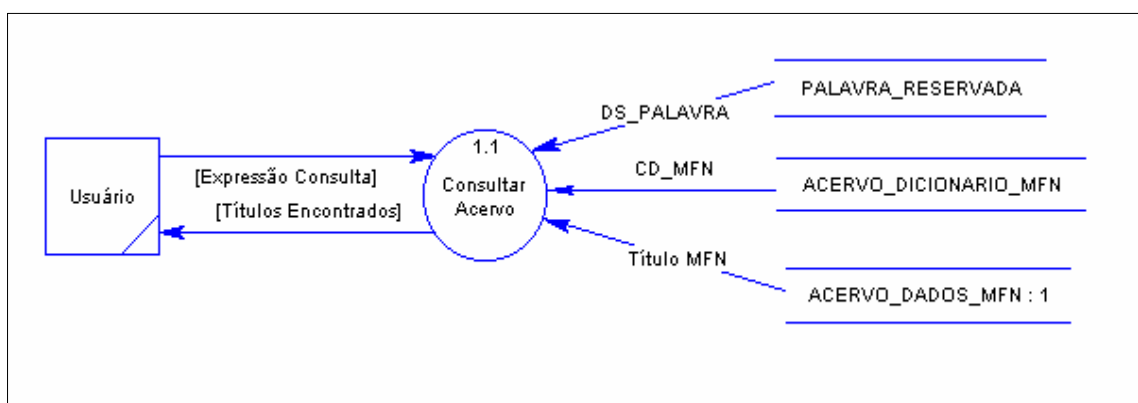 PALAVRA_RESERVADA
DS_PALAVRA
1.1
Consultar
Acervo
CD_MFN
ACERVO_DICIONARIO_MFN
Usuário
[Expressão Consulta]
[Títulos Encontrados]
Título MFN
ACERVO_DADOS_MFN : 1